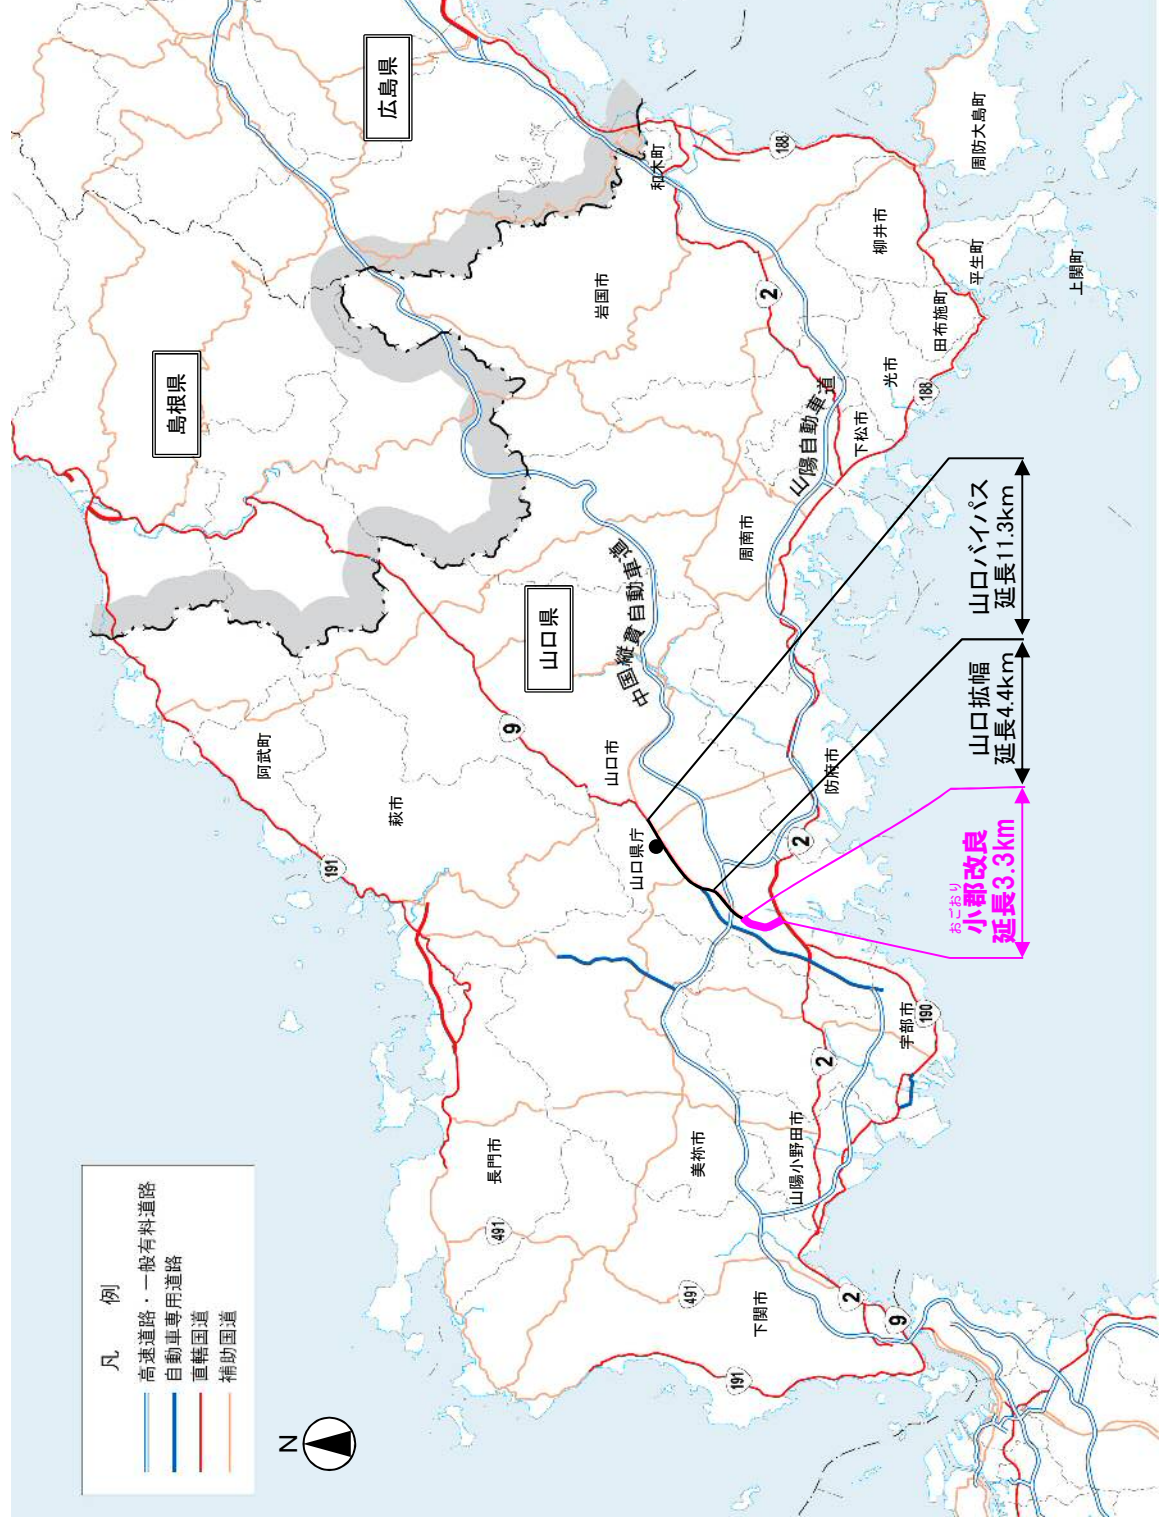 凡 例
高速道路・一般有料道路
自動車専用道路
直轄国道
補助国道
N
島根県
広島県
山口県
和木町
岩国市
周防大島町
柳井市
平生町
上関町
田布施町
光市
下松市
周南市
防府市
山口市
山口県庁
阿武町
萩市
長門市
美祢市
山陽小野田市
宇部市
下関市
中国縦貫自動車道
山陽自動車道
188
2
188
9
191
2
190
2
491
491
2
9
191
おごおり
小郡改良
延長3.3km
山口拡幅
延長4.4km
山口バイパス
延長11.3km